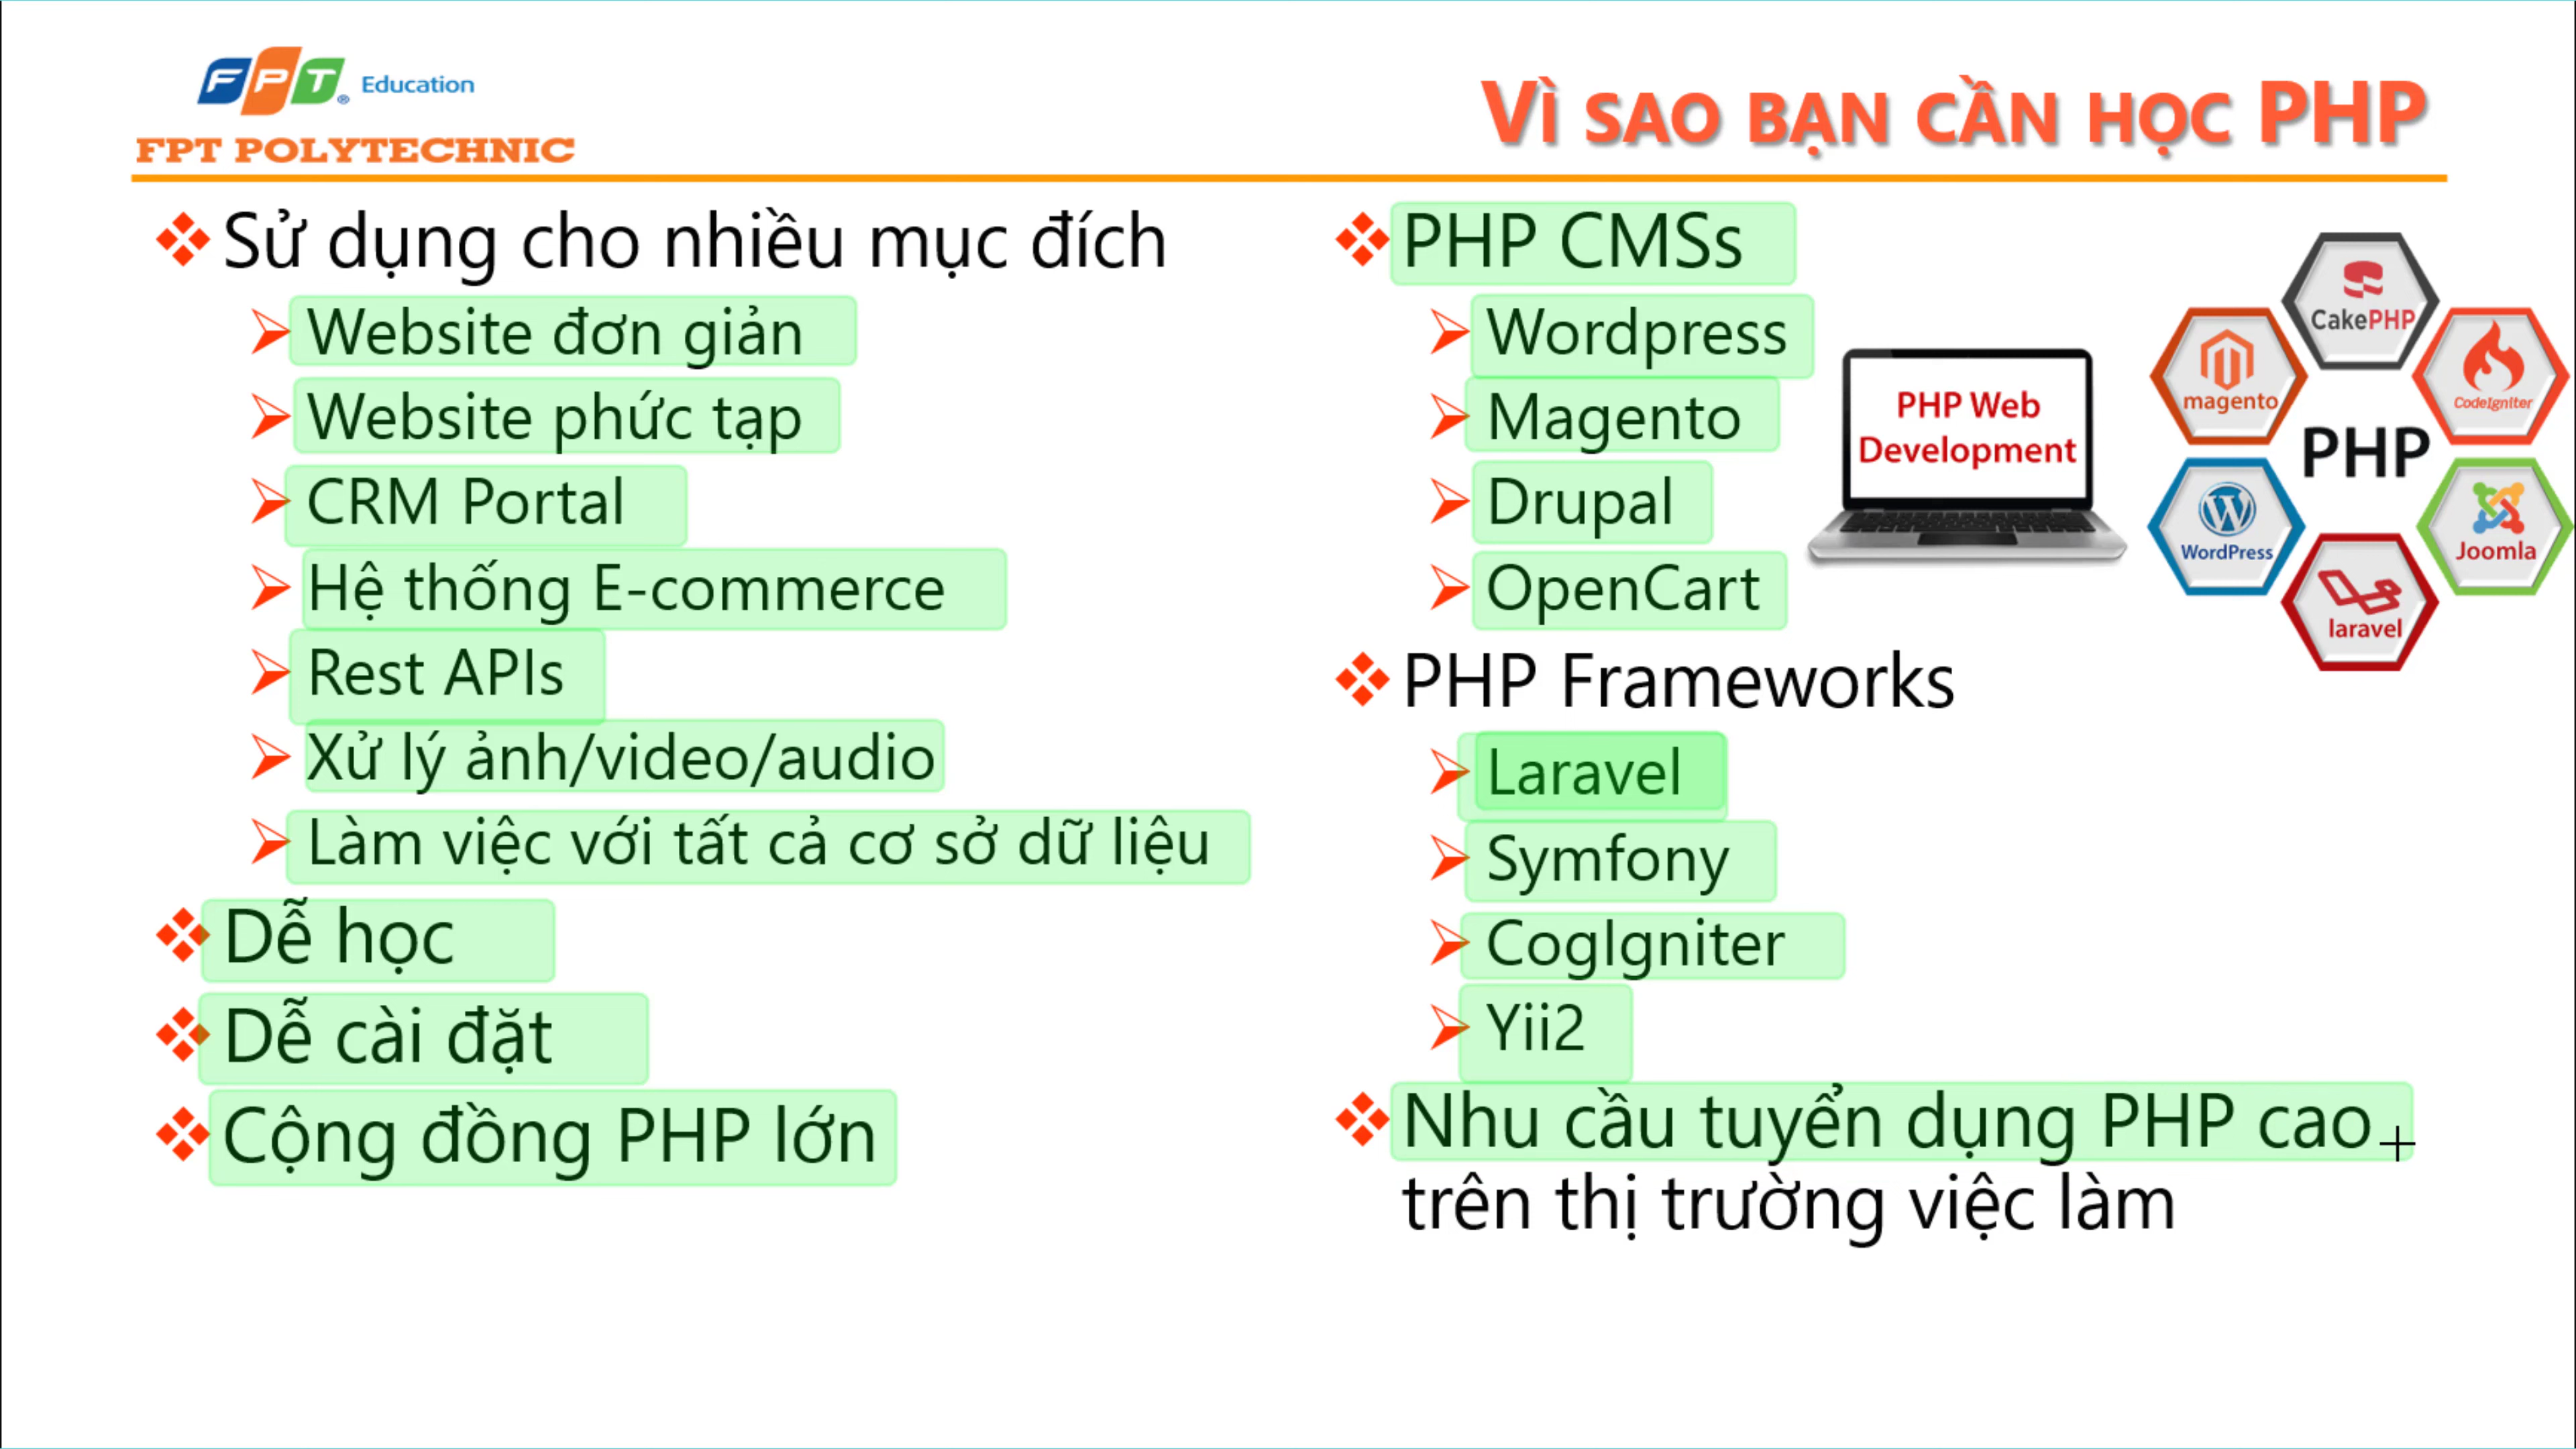 FPT Education
FPT POLYTECHNIC
VÌ SAO BẠN CẦN HỌC PHP
Sử dụng cho nhiều mục đích
Website đơn giản
Website phức tạp
CRM Portal
Hệ thống E-commerce
Rest APIs
Xử lý ảnh/video/audio
Làm việc với tất cả cơ sở dữ liệu
Dễ học
Dễ cài đặt
Cộng đồng PHP lớn
PHP CMSs
Wordpress
Magento
Drupal
OpenCart
PHP Frameworks
Laravel
Symfony
CogIgniter
Yii2
Nhu cầu tuyển dụng PHP cao
trên thị trường việc làm
PHP Web
Development
CakePHP
magento
CodeIgniter
PHP
WordPress
Joomla
laravel